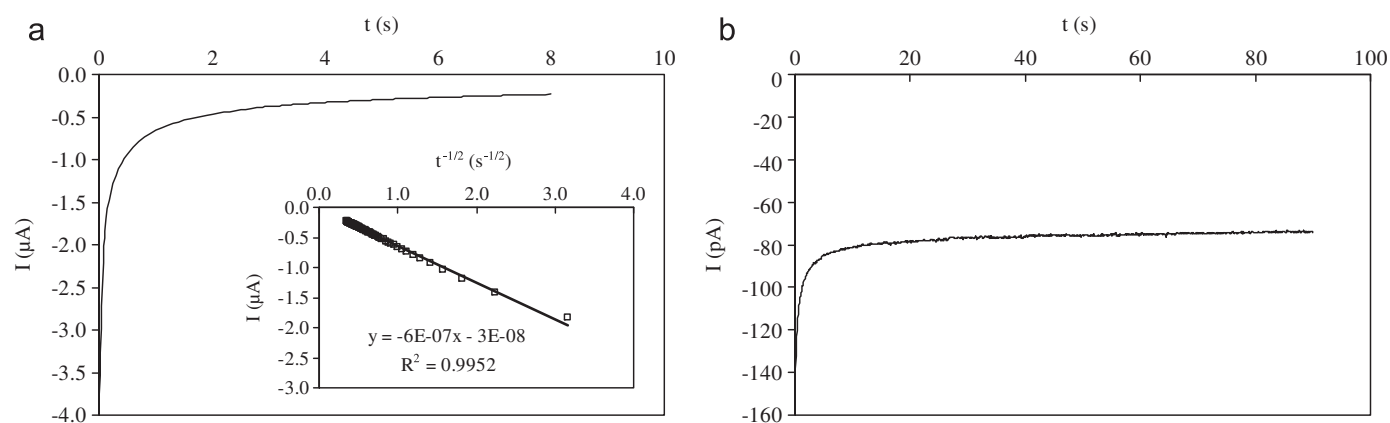 a
t (s)
0 2 4 6 8 10
0.0
-0.5
-1.0
-1.5
-2.0
-2.5
-3.0
-3.5
-4.0
I (μA)
t-1/2 (s-1/2)
0.0 1.0 2.0 3.0 4.0
0.0
-0.5
-1.0
-1.5
-2.0
-2.5
-3.0
I (μA)
y = -6E-07x - 3E-08
R2 = 0.9952
b
t (s)
0 20 40 60 80 100
0
-20
-40
-60
-80
-100
-120
-140
-160
I (pA)